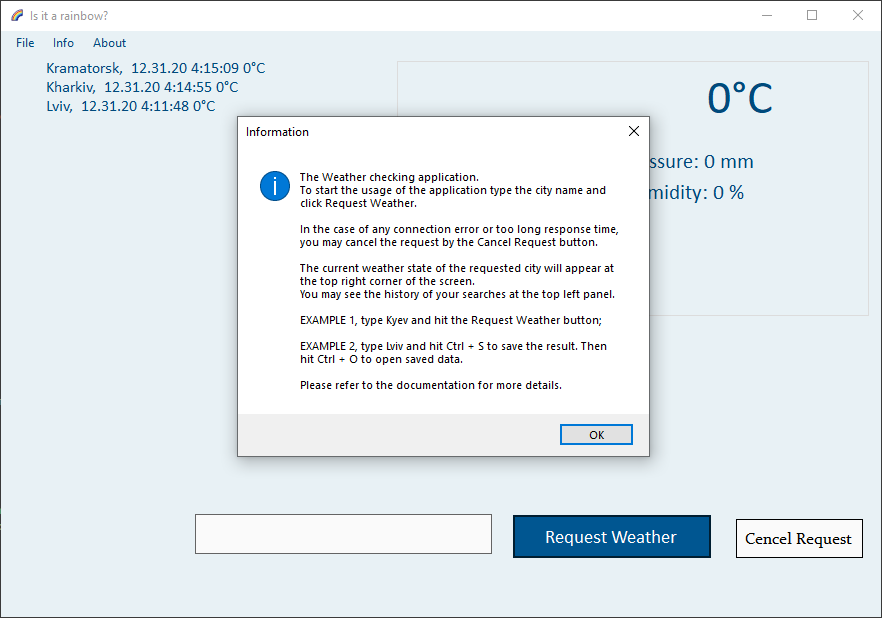 Is it a rainbow?
File Info About
Kramatorsk, 12.31.20 4:15:09 0°C
Kharkiv, 12.31.20 4:14:55 0°C
Lviv, 12.31.20 4:11:48 0°C
0°C
ssure: 0 mm
midity: 0 %
Information
The Weather checking application.
To start the usage of the application type the city name and
click Request Weather.
In the case of any connection error or too long response time,
you may cancel the request by the Cancel Request button.
The current weather state of the requested city will appear at
the top right corner of the screen.
You may see the history of your searches at the top left panel.
EXAMPLE 1, type Kyev and hit the Request Weather button;
EXAMPLE 2, type Lviv and hit Ctrl + S to save the result. Then
hit Ctrl + O to open saved data.
Please refer to the documentation for more details.
OK
Request Weather
Cencel Request